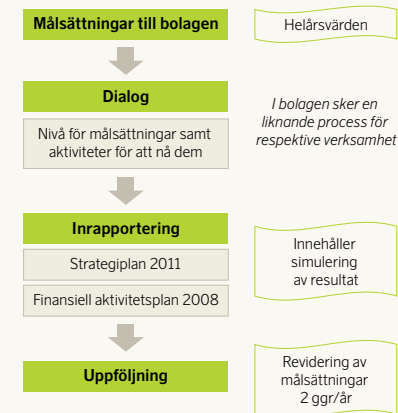 Målsättningar till bolagen
Helårsvärden
Dialog
Nivå för målsättningar samt
aktiviteter för att nå dem
I bolagen sker en
liknande process för
respektive verksamhet
Inrapportering
Strategiplan 2011
Finansiell aktivitetsplan 2008
Innehåller
simulering
av resultat
Uppföljning
Revidering av
målsättningar
2 ggr/år